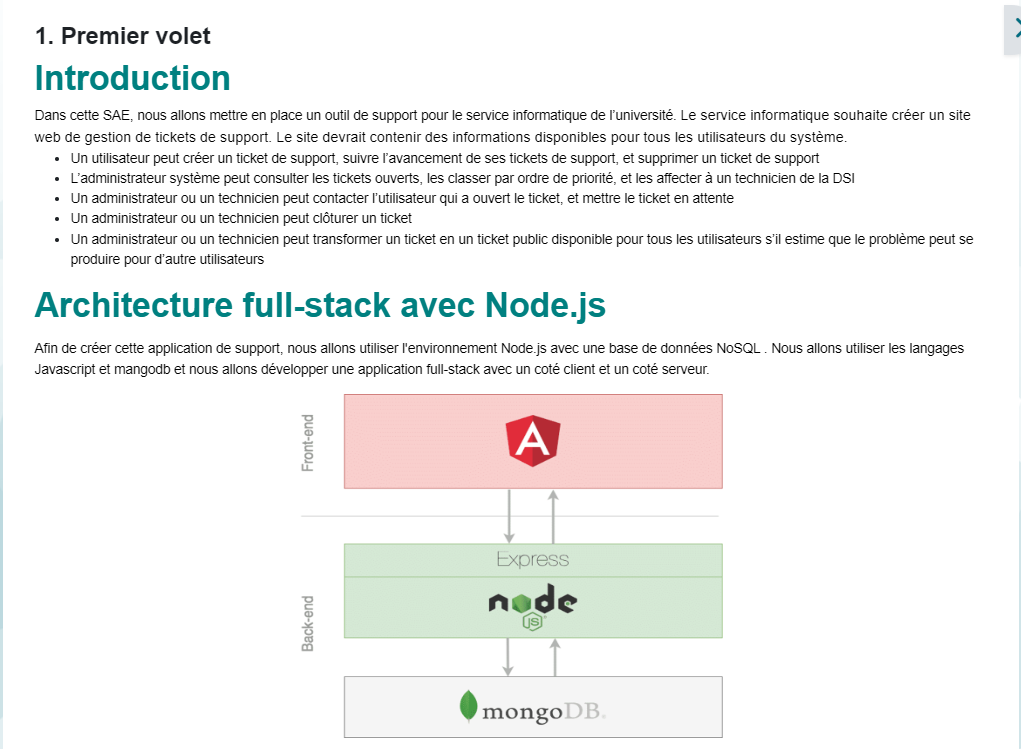 1. Premier volet
Introduction
Dans cette SAE, nous allons mettre en place un outil de support pour le service informatique de l’université. Le service informatique souhaite créer un site
web de gestion de tickets de support. Le site devrait contenir des informations disponibles pour tous les utilisateurs du système.
• Un utilisateur peut créer un ticket de support, suivre l’avancement de ses tickets de support, et supprimer un ticket de support
• L’administrateur système peut consulter les tickets ouverts, les classer par ordre de priorité, et les affecter à un technicien de la DSI
• Un administrateur ou un technicien peut contacter l’utilisateur qui a ouvert le ticket, et mettre le ticket en attente
• Un administrateur ou un technicien peut clôturer un ticket
• Un administrateur ou un technicien peut transformer un ticket en un ticket public disponible pour tous les utilisateurs s’il estime que le problème peut se
produire pour d’autre utilisateurs
Architecture full-stack avec Node.js
Afin de créer cette application de support, nous allons utiliser l'environnement Node.js avec une base de données NoSQL . Nous allons utiliser les langages
Javascript et mangodb et nous allons développer une application full-stack avec un coté client et un coté serveur.
Front-end
A
Back-end
Express
node
JS
mongoDB.